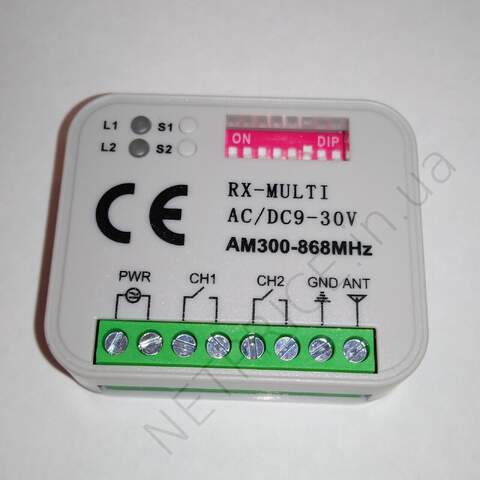 L1 S1
L2 S2
ON DIP
CE
RX-MULTI
AC/DC9-30V
AM300-868MHz
PWR CH1 CH2 GND ANT
NETPRICE.in.ua